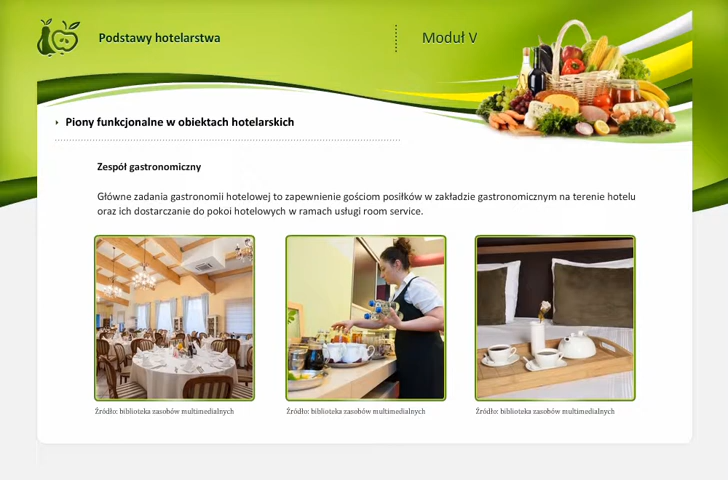 Podstawy hotelarstwa
Moduł V
Piony funkcjonalne w obiektach hotelarskich
Zespół gastronomiczny
Główne zadania gastronomii hotelowej to zapewnienie gościom posiłków w zakładzie gastronomicznym na terenie hotelu
oraz ich dostarczanie do pokoi hotelowych w ramach usługi room service.
Źródło: biblioteka zasobów multimedialnych
Źródło: biblioteka zasobów multimedialnych
Źródło: biblioteka zasobów multimedialnych